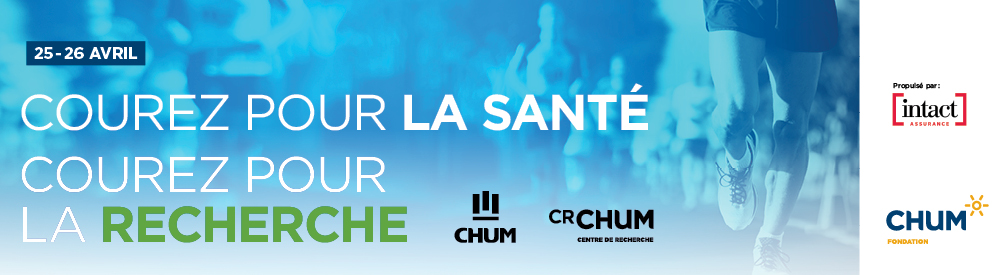 25 - 26 AVRIL
COUREZ POUR LA SANTÉ
COUREZ POUR
LA RECHERCHE
CHUM
CRCHUM
CENTRE DE RECHERCHE
Propulsé par :
intact
ASSURANCE
CHUM
FONDATION